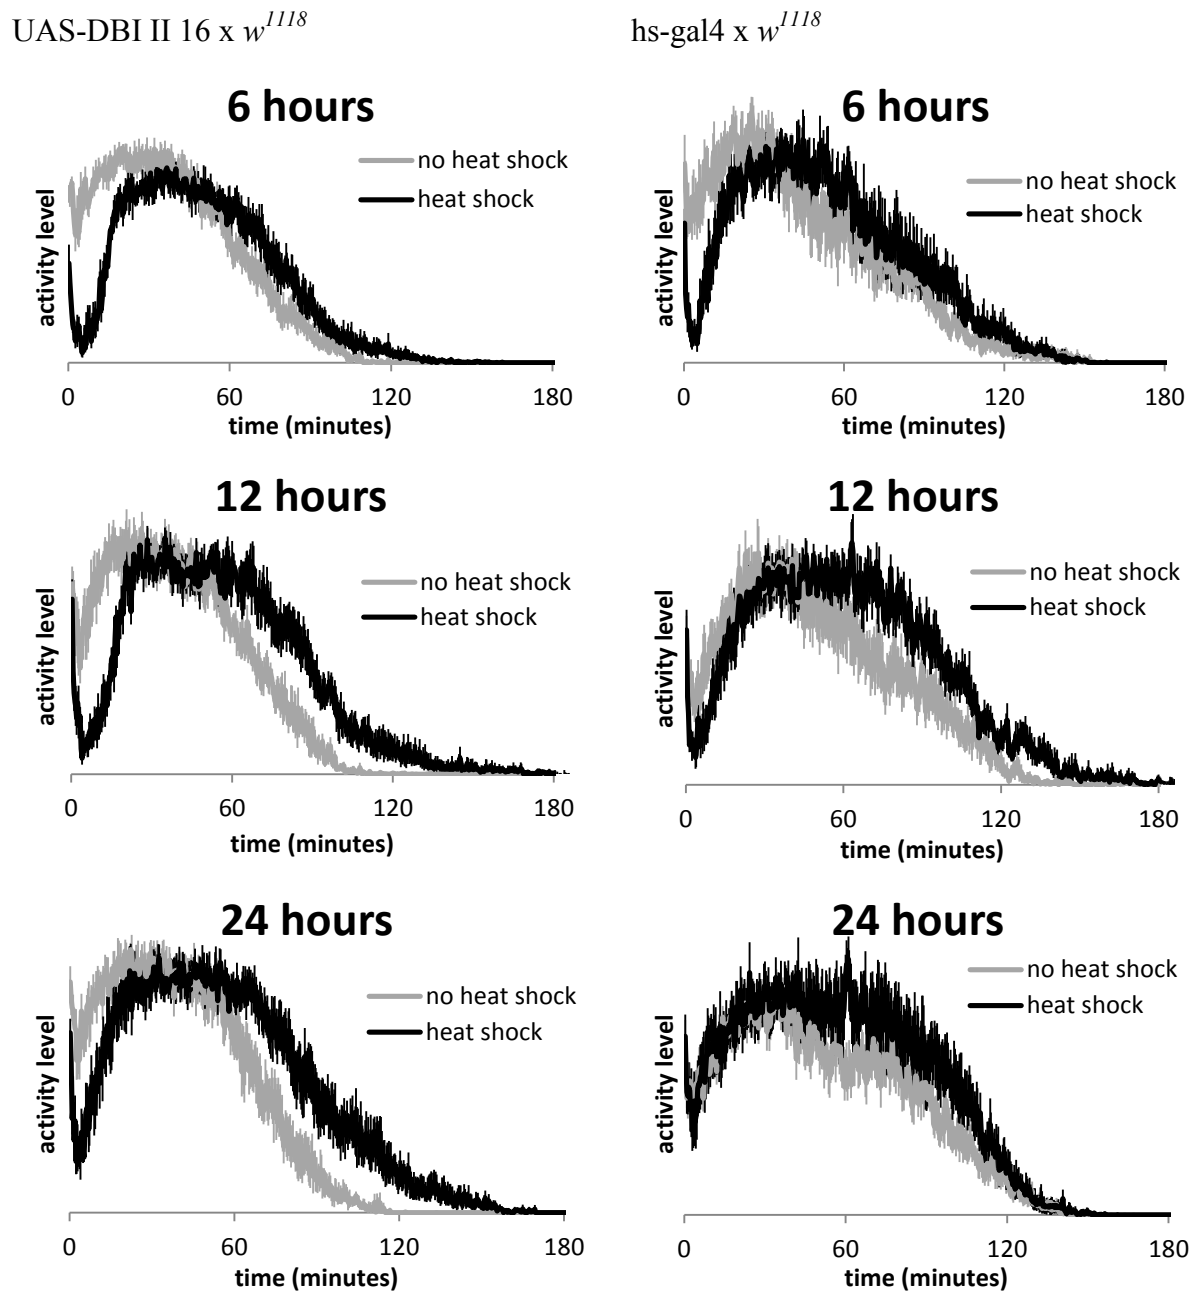 UAS-DBI II 16 x w1118
hs-gal4 x w1118
6 hours
no heat shock
heat shock
activity level
0 60 120 180
time (minutes)
6 hours
no heat shock
heat shock
activity level
0 60 120 180
time (minutes)
12 hours
no heat shock
heat shock
activity level
0 60 120 180
time (minutes)
12 hours
no heat shock
heat shock
activity level
0 60 120 180
time (minutes)
24 hours
no heat shock
heat shock
activity level
0 60 120 180
time (minutes)
24 hours
no heat shock
heat shock
activity level
0 60 120 180
time (minutes)